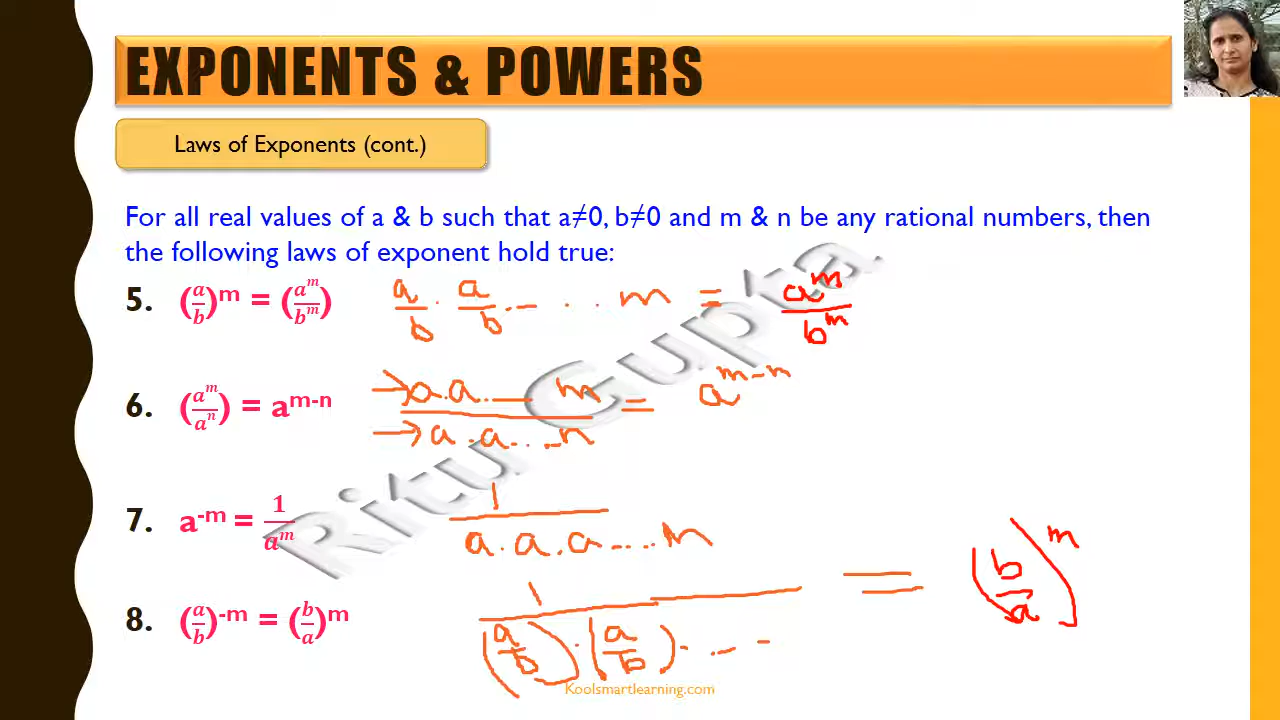 EXPONENTS & POWERS
Laws of Exponents (cont.)
For all real values of a & b such that a≠0, b≠0 and m & n be any rational numbers, then
the following laws of exponent hold true:
5. (a/b)^m = (a^m/b^m) a/b · a/b ·– · · · m = a^m/b^m
6. (a^m/a^n) = a^m-n →a.a.... m / →a.a...n = a^m-n
7. a^-m = 1/a^m 1/a.a.a....m
8. (a/b)^-m = (b/a)^m 1/(a/b)·(a/b)·... = (b/a)^m
Ritu Gupta
Koolsmartlearning.com